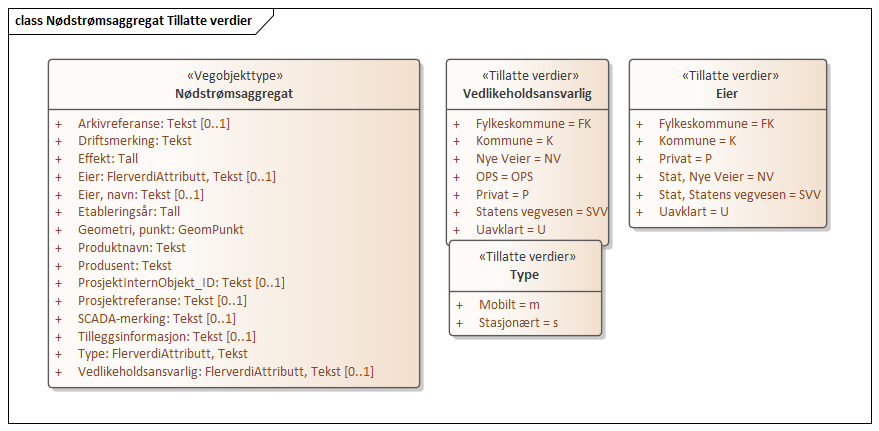 class Nødstrømsaggregat Tillatte verdier
«Vegobjekttype»
Nødstrømsaggregat
+ Arkivreferanse: Tekst [0..1]
+ Driftsmerking: Tekst
+ Effekt: Tall
+ Eier: FlerverdiAttributt, Tekst [0..1]
+ Eier, navn: Tekst [0..1]
+ Etableringsår: Tall
+ Geometri, punkt: GeomPunkt
+ Produktnavn: Tekst
+ Produsent: Tekst
+ ProsjektInternObjekt_ID: Tekst [0..1]
+ Prosjektreferanse: Tekst [0..1]
+ SCADA-merking: Tekst [0..1]
+ Tilleggsinformasjon: Tekst [0..1]
+ Type: FlerverdiAttributt, Tekst
+ Vedlikeholdsansvarlig: FlerverdiAttributt, Tekst [0..1]
«Tillatte verdier»
Vedlikeholdsansvarlig
+ Fylkeskommune = FK
+ Kommune = K
+ Nye Veier = NV
+ OPS = OPS
+ Privat = P
+ Statens vegvesen = SVV
+ Uavklart = U
«Tillatte verdier»
Type
+ Mobilt = m
+ Stasjonært = s
«Tillatte verdier»
Eier
+ Fylkeskommune = FK
+ Kommune = K
+ Privat = P
+ Stat, Nye Veier = NV
+ Stat, Statens vegvesen = SVV
+ Uavklart = U